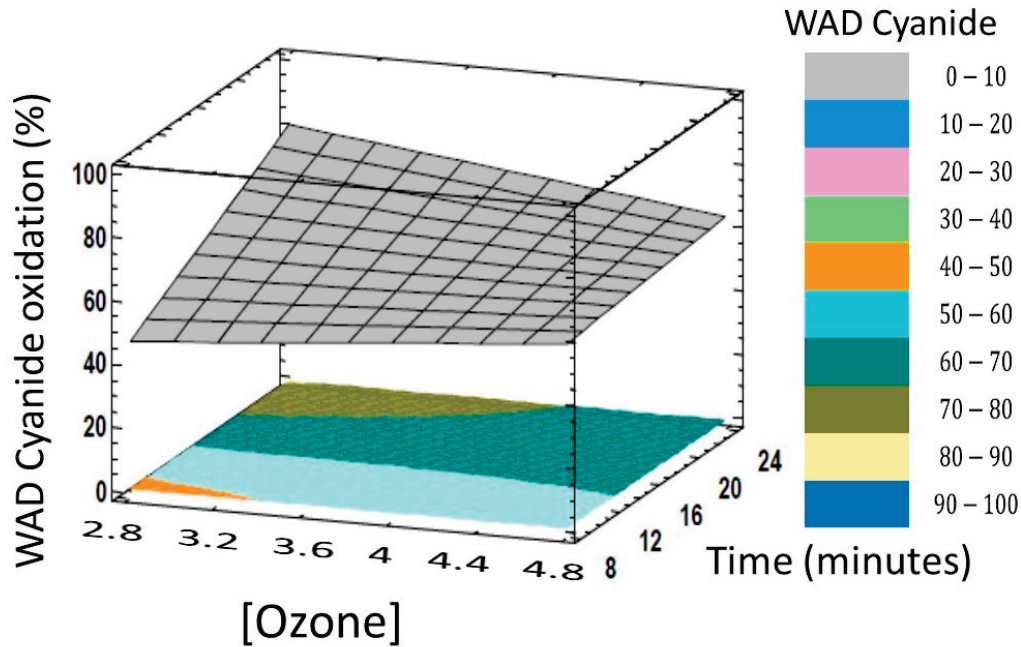 WAD Cyanide
0 – 10
10 – 20
20 – 30
30 – 40
40 – 50
50 – 60
60 – 70
70 – 80
80 – 90
90 – 100
WAD Cyanide oxidation (%)
100
80
60
40
20
0
2.8
3.2
3.6
4
4.4
4.8
[Ozone]
8
12
16
20
24
Time (minutes)